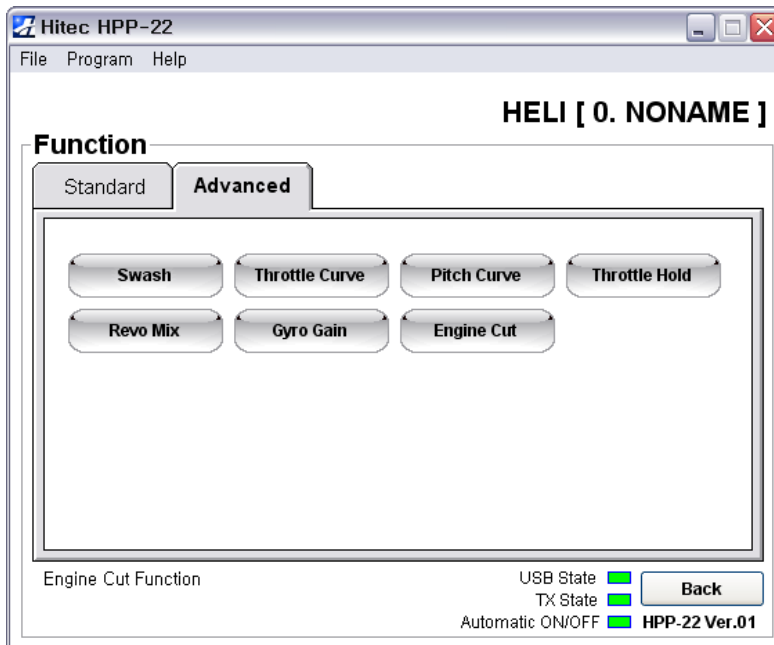 Hitec HPP-22
File Program Help
HELI [ 0. NONAME ]
Function
Standard Advanced
Swash Throttle Curve Pitch Curve Throttle Hold
Revo Mix Gyro Gain Engine Cut
Engine Cut Function
USB State
Back
TX State
Automatic ON/OFF HPP-22 Ver.01